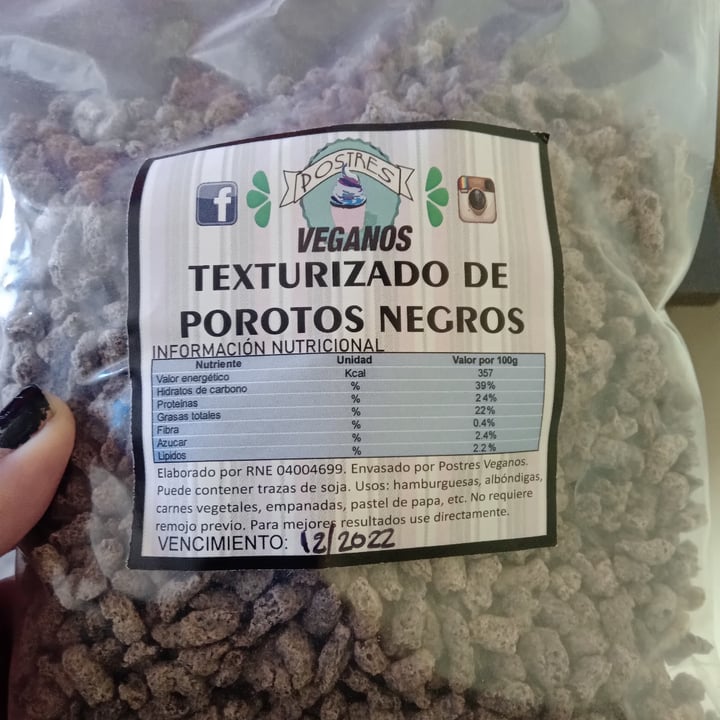 POSTRES
VEGANOS
TEXTURIZADO DE
POROTOS NEGROS
INFORMACIÓN NUTRICIONAL
Nutriente Unidad Valor por 100g
Valor energético Kcal 357
Hidratos de carbono % 39%
Proteínas % 24%
Grasas totales % 22%
Fibra % 0.4%
Azucar % 2.4%
Lípidos % 2.2%
Elaborado por RNE 04004699. Envasado por Postres Veganos.
Puede contener trazas de soja. Usos: hamburguesas, albóndigas,
carnes vegetales, empanadas, pastel de papa, etc. No requiere
remojo previo. Para mejores resultados use directamente.
VENCIMIENTO: 12/2022